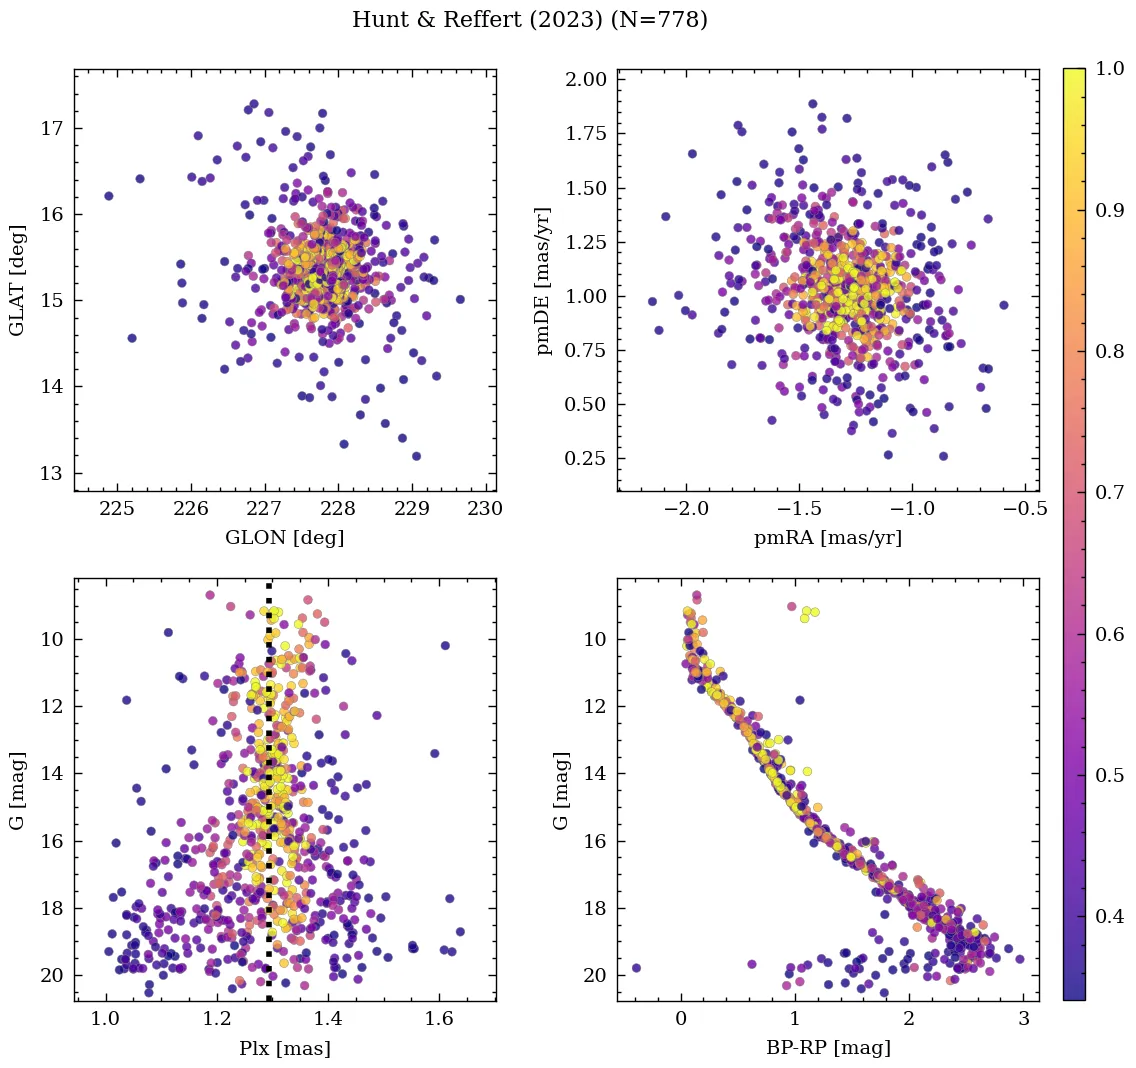 Hunt & Reffert (2023) (N=778)
17
16
15
14
13
GLAT [deg]
225 226 227 228 229 230
GLON [deg]
2.00
1.75
1.50
1.25
1.00
0.75
0.50
0.25
pmDE [mas/yr]
−2.0 −1.5 −1.0 −0.5
pmRA [mas/yr]
10
12
14
16
18
20
G [mag]
1.0 1.2 1.4 1.6
Plx [mas]
10
12
14
16
18
20
G [mag]
0 1 2 3
BP-RP [mag]
1.0
0.9
0.8
0.7
0.6
0.5
0.4